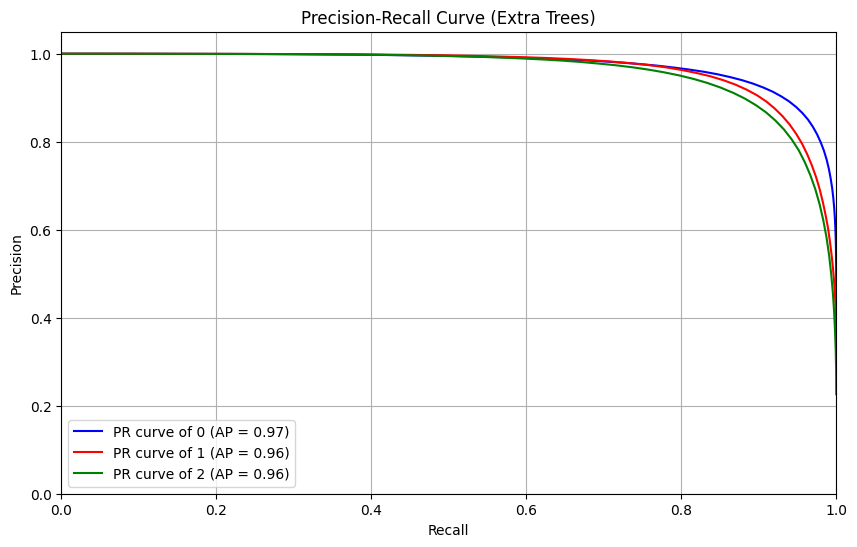 Precision-Recall Curve (Extra Trees)
1.0
0.8
0.6
0.4
0.2
0.0
Precision
PR curve of 0 (AP = 0.97)
PR curve of 1 (AP = 0.96)
PR curve of 2 (AP = 0.96)
0.0 0.2 0.4 0.6 0.8 1.0
Recall